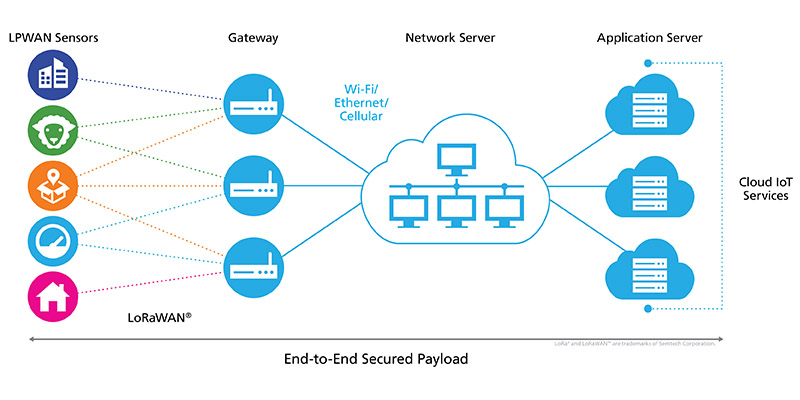 LPWAN Sensors
Gateway
Network Server
Application Server
Wi-Fi/
Ethernet/
Cellular
Cloud IoT
Services
LoRaWAN®
LoRa® and LoRaWAN™ are trademarks of Semtech Corporation.
End-to-End Secured Payload